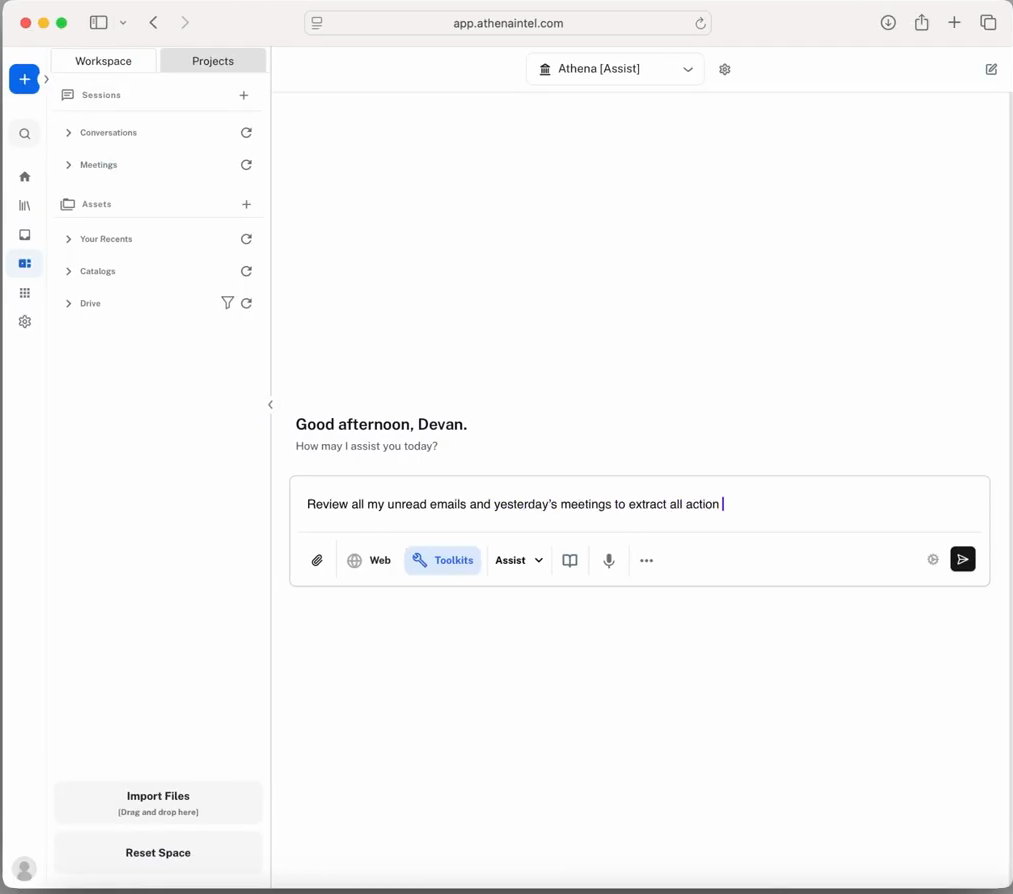 app.athenaintel.com
Workspace
Projects
Athena [Assist]
Sessions
Conversations
Meetings
Assets
Your Recents
Catalogs
Drive
Good afternoon, Devan.
How may I assist you today?
Review all my unread emails and yesterday’s meetings to extract all action
Web
Toolkits
Assist
Import Files
[Drag and drop here]
Reset Space